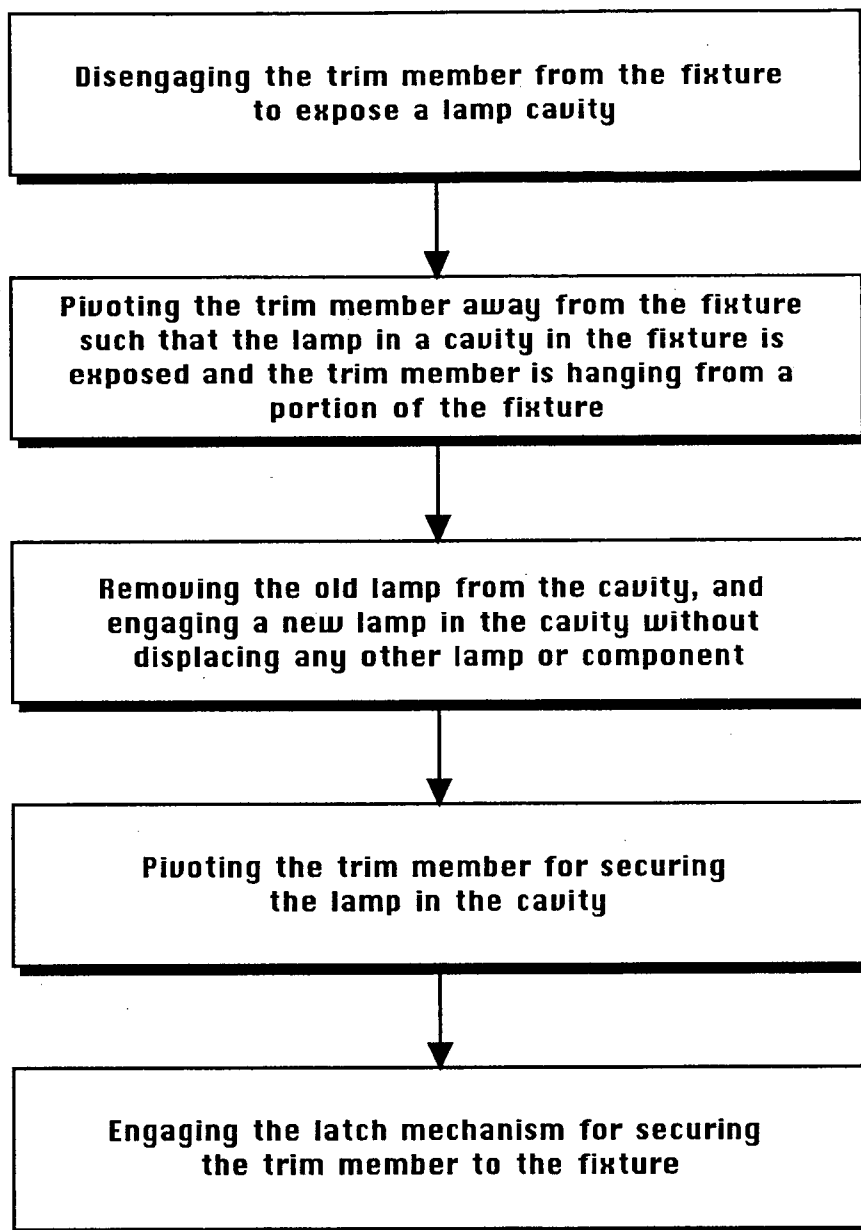 Disengaging the trim member from the fixture
to expose a lamp cavity
Pivoting the trim member away from the fixture
such that the lamp in a cavity in the fixture is
exposed and the trim member is hanging from a
portion of the fixture
Removing the old lamp from the cavity, and
engaging a new lamp in the cavity without
displacing any other lamp or component
Pivoting the trim member for securing
the lamp in the cavity
Engaging the latch mechanism for securing
the trim member to the fixture